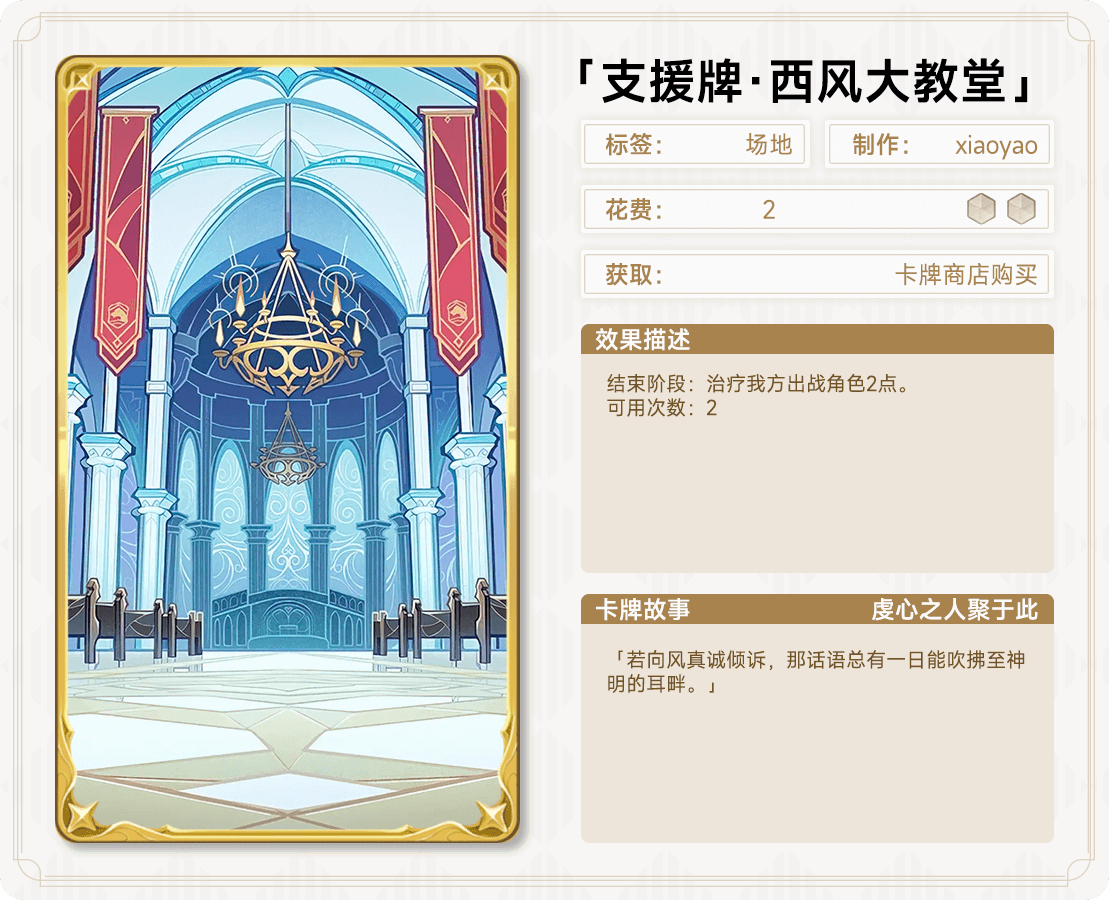 「支援牌·西风大教堂」
标签： 场地 制作： xiaoyao
花费： 2
获取： 卡牌商店购买
效果描述
结束阶段：治疗我方出战角色2点。
可用次数：2
卡牌故事 虔心之人聚于此
「若向风真诚倾诉，那话语总有一日能吹拂至神
明的耳畔。」